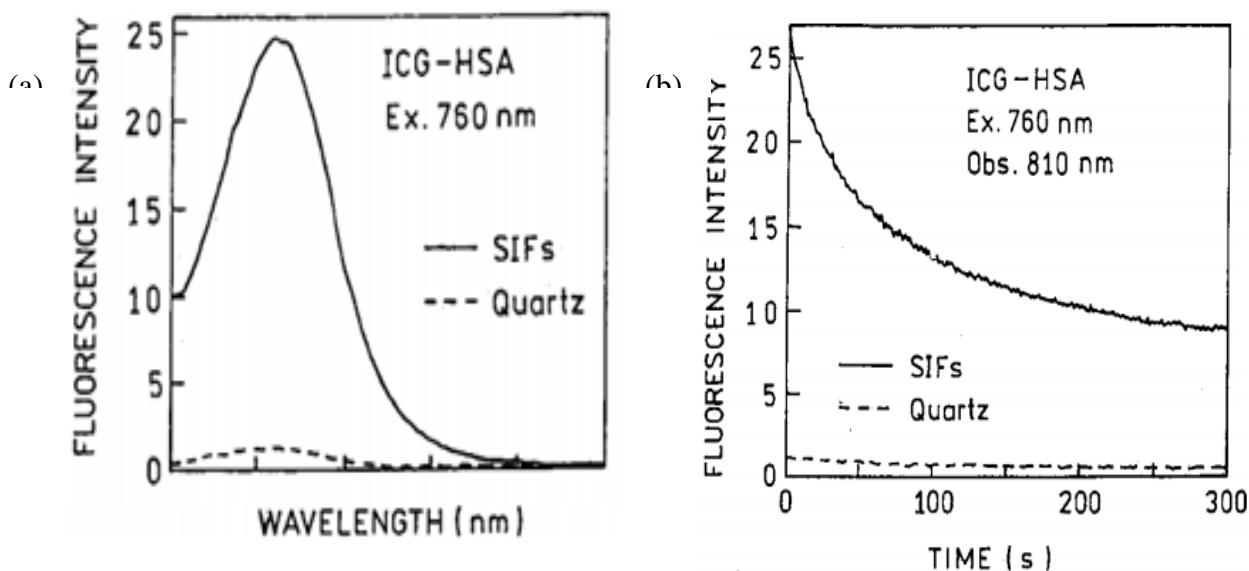 (a)
FLUORESCENCE INTENSITY
25
20
15
10
5
0
ICG-HSA
Ex. 760 nm
SIFs
Quartz
WAVELENGTH (nm)
(b)
FLUORESCENCE INTENSITY
25
20
15
10
5
0
ICG-HSA
Ex. 760 nm
Obs. 810 nm
SIFs
Quartz
0 100 200 300
TIME (s)